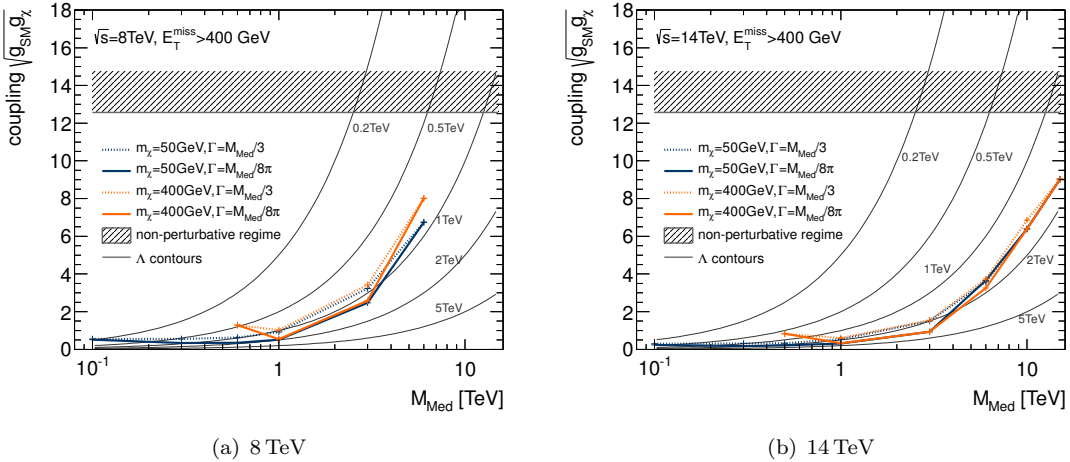 coupling √g_SM g_χ
18
16
14
12
10
8
6
4
2
0
√s=8TeV, E_T^miss>400 GeV
0.2TeV
0.5TeV
m_χ=50GeV,Γ=M_Med/3
m_χ=50GeV,Γ=M_Med/8π
m_χ=400GeV,Γ=M_Med/3
m_χ=400GeV,Γ=M_Med/8π
non-perturbative regime
Λ contours
1TeV
2TeV
5TeV
10⁻¹
1
10
M_Med [TeV]
(a) 8 TeV
coupling √g_SM g_χ
18
16
14
12
10
8
6
4
2
0
√s=14TeV, E_T^miss>400 GeV
0.2TeV
0.5TeV
m_χ=50GeV,Γ=M_Med/3
m_χ=50GeV,Γ=M_Med/8π
m_χ=400GeV,Γ=M_Med/3
m_χ=400GeV,Γ=M_Med/8π
non-perturbative regime
Λ contours
1TeV
2TeV
5TeV
10⁻¹
1
10
M_Med [TeV]
(b) 14 TeV